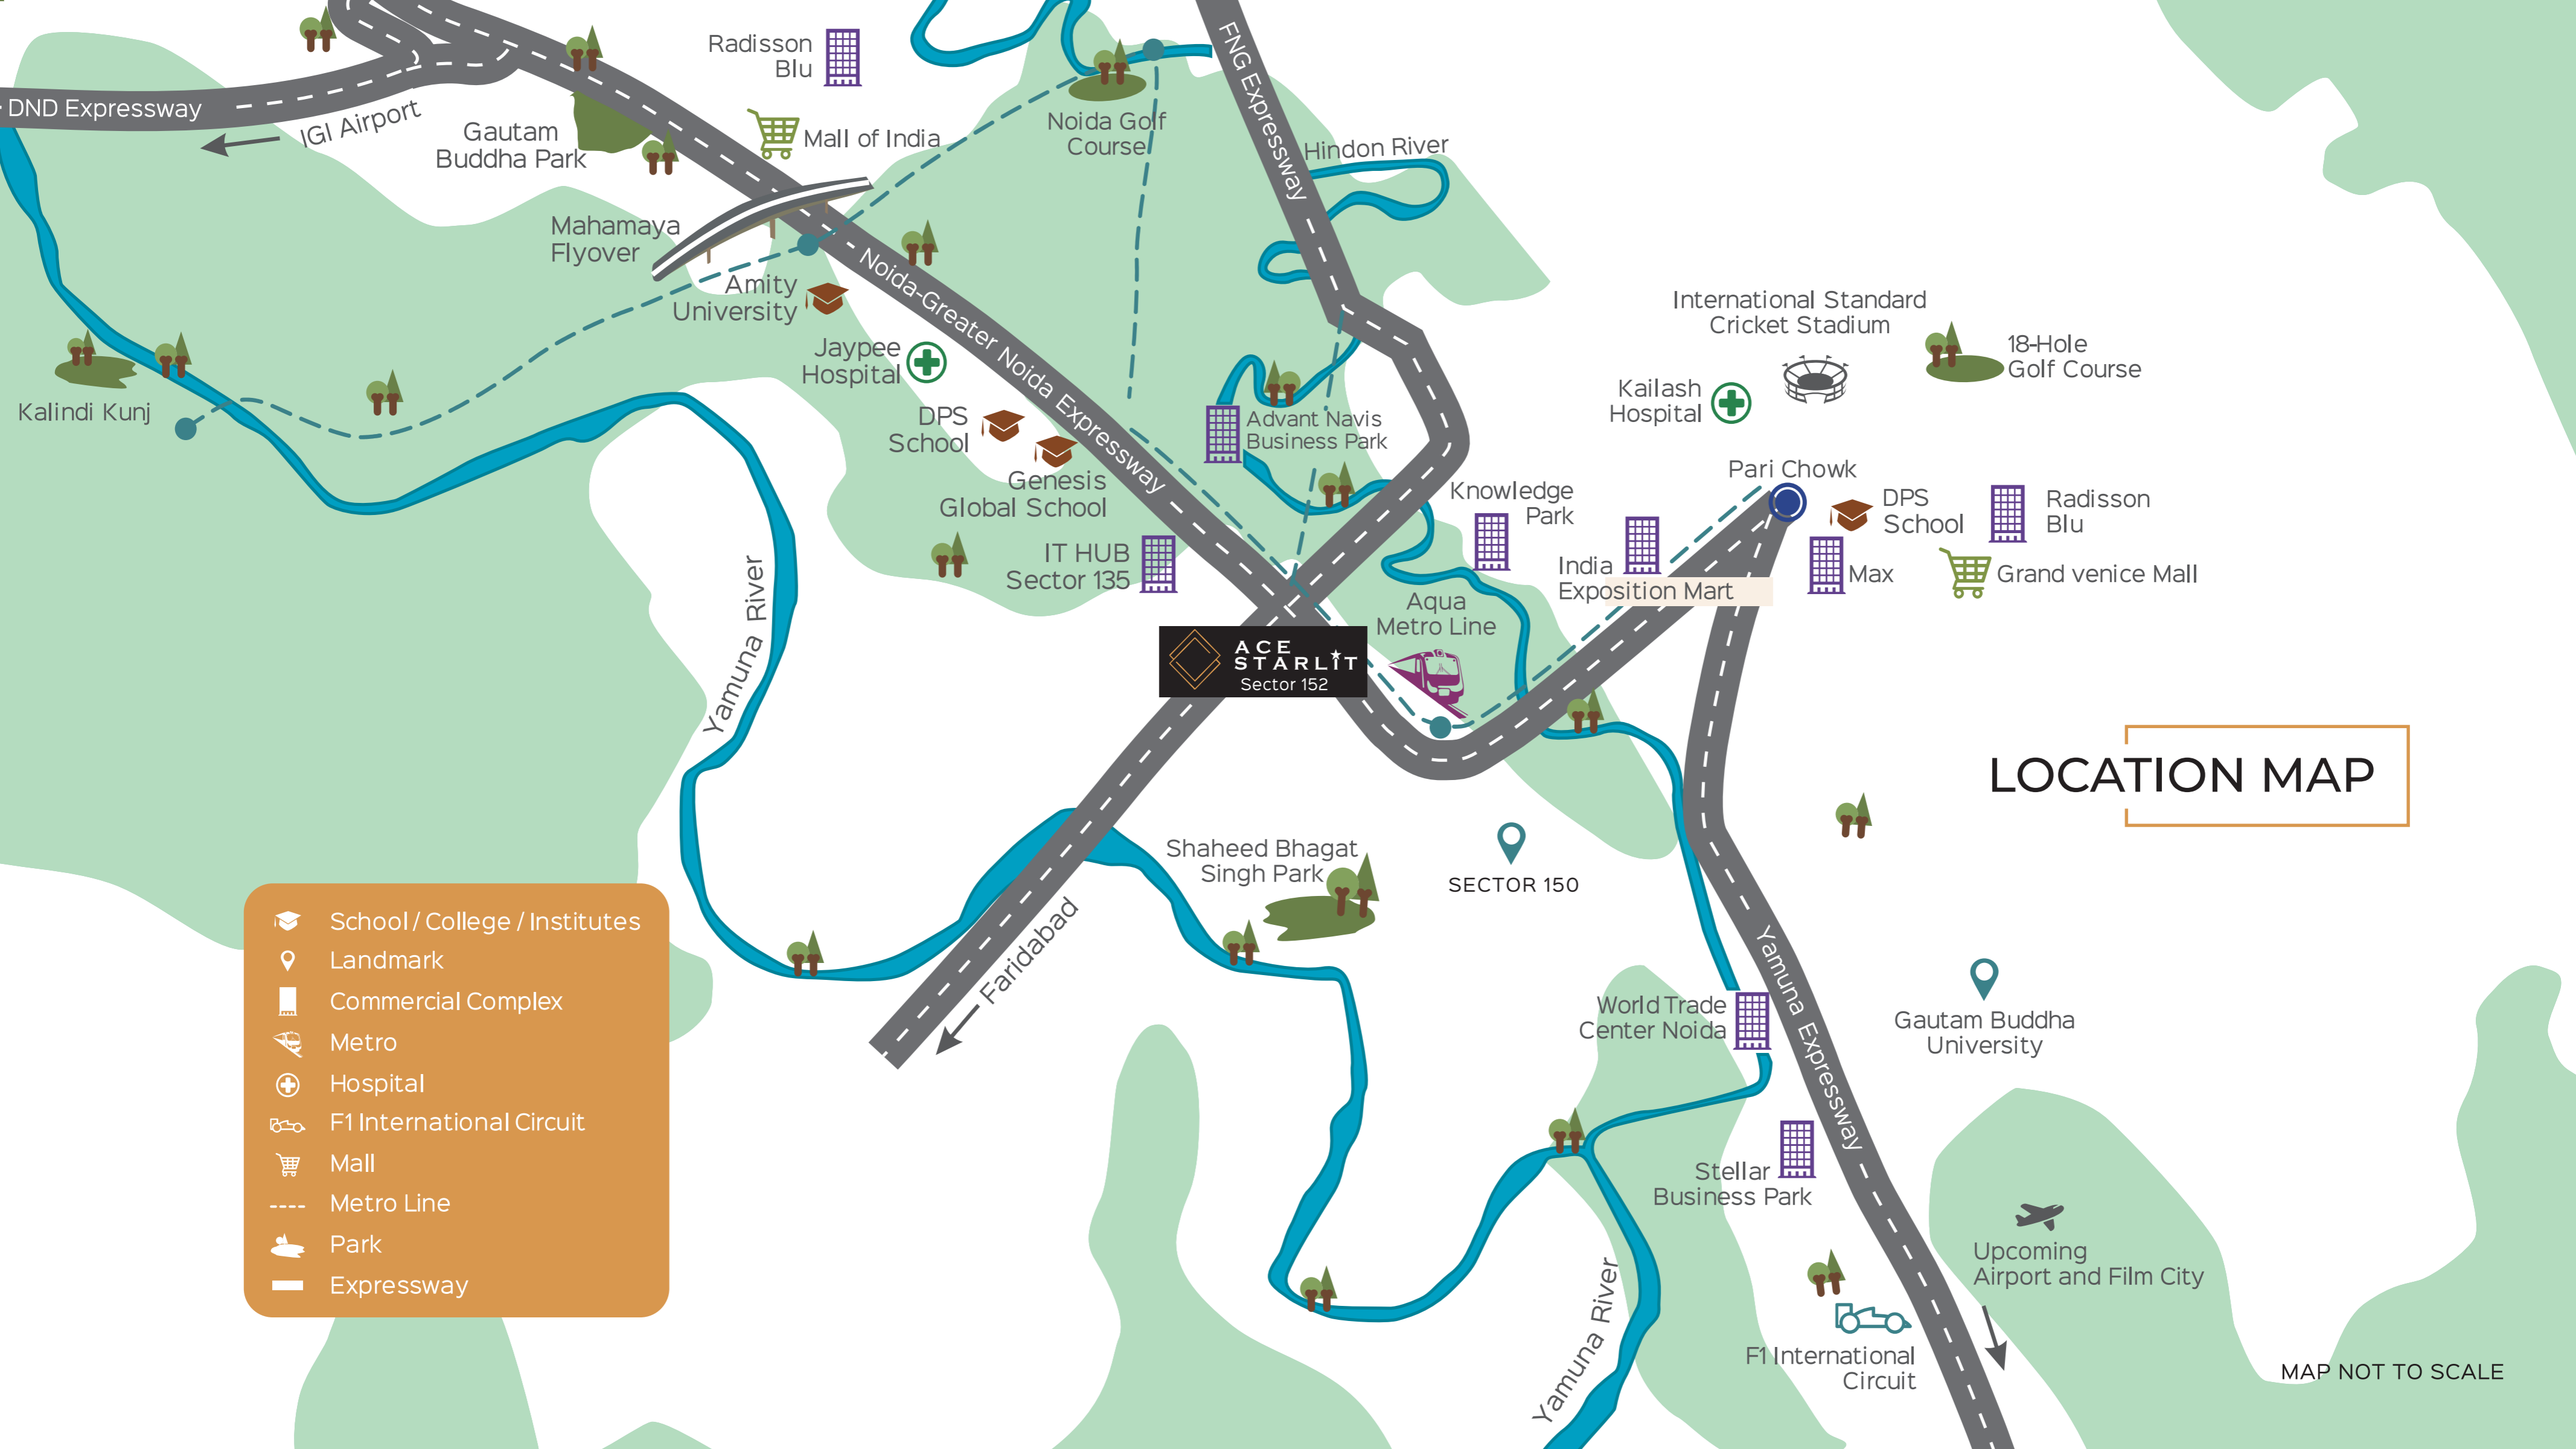 DND Expressway
IGI Airport
Gautam
Buddha Park
Radisson
Blu
Mall of India
Noida Golf
Course
FNG Expressway
Hindon River
Mahamaya
Flyover
Amity
University
Noida-Greater Noida Expressway
Jaypee
Hospital
DPS
School
Genesis
Global School
IT HUB
Sector 135
Kalindi Kunj
Yamuna River
Advant Navis
Business Park
Knowledge
Park
India
Exposition Mart
Aqua
Metro Line
International Standard
Cricket Stadium
18-Hole
Golf Course
Kailash
Hospital
Pari Chowk
DPS
School
Radisson
Blu
Max
Grand venice Mall
ACE
STARLIT
Sector 152
LOCATION MAP
Shaheed Bhagat
Singh Park
SECTOR 150
Faridabad
School / College / Institutes
Landmark
Commercial Complex
Metro
Hospital
F1 International Circuit
Mall
Metro Line
Park
Expressway
Yamuna Expressway
World Trade
Center Noida
Gautam Buddha
University
Stellar
Business Park
Upcoming
Airport and Film City
Yamuna River
F1 International
Circuit
MAP NOT TO SCALE